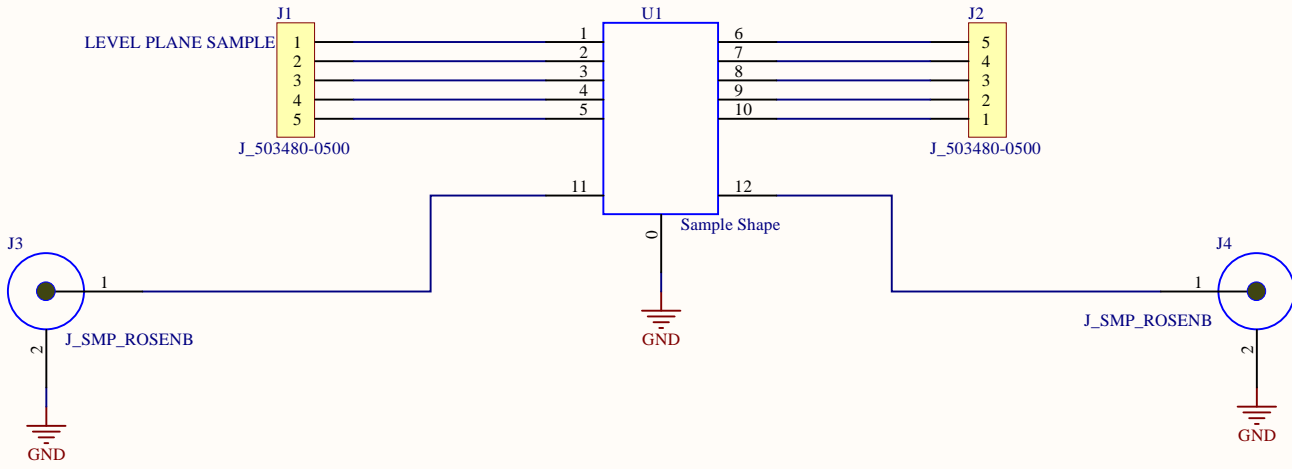 J1 U1 J2
LEVEL PLANE SAMPLE 1 1 6 5
2 2 7 4
3 3 8 3
4 4 9 2
5 5 10 1
J_503480-0500 J_503480-0500
11 12
Sample Shape
0
J3 J4
1 1
J_SMP_ROSENB J_SMP_ROSENB
GND
2 2
GND GND